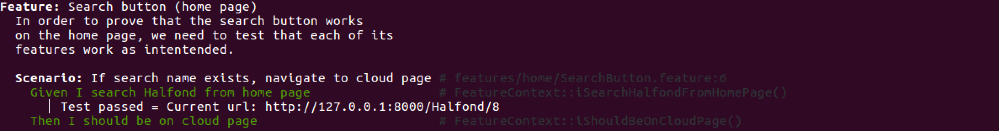 Feature: Search button (home page)
In order to prove that the search button works
on the home page, we need to test that each of its
features work as intentended.
Scenario: If search name exists, navigate to cloud page # features/home/SearchButton.feature:6
Given I search Halfond from home page # FeatureContext::iSearchHalfondFromHomePage()
│ Test passed = Current url: http://127.0.0.1:8000/Halfond/8
Then I should be on cloud page # FeatureContext::iShouldBeOnCloudPage()